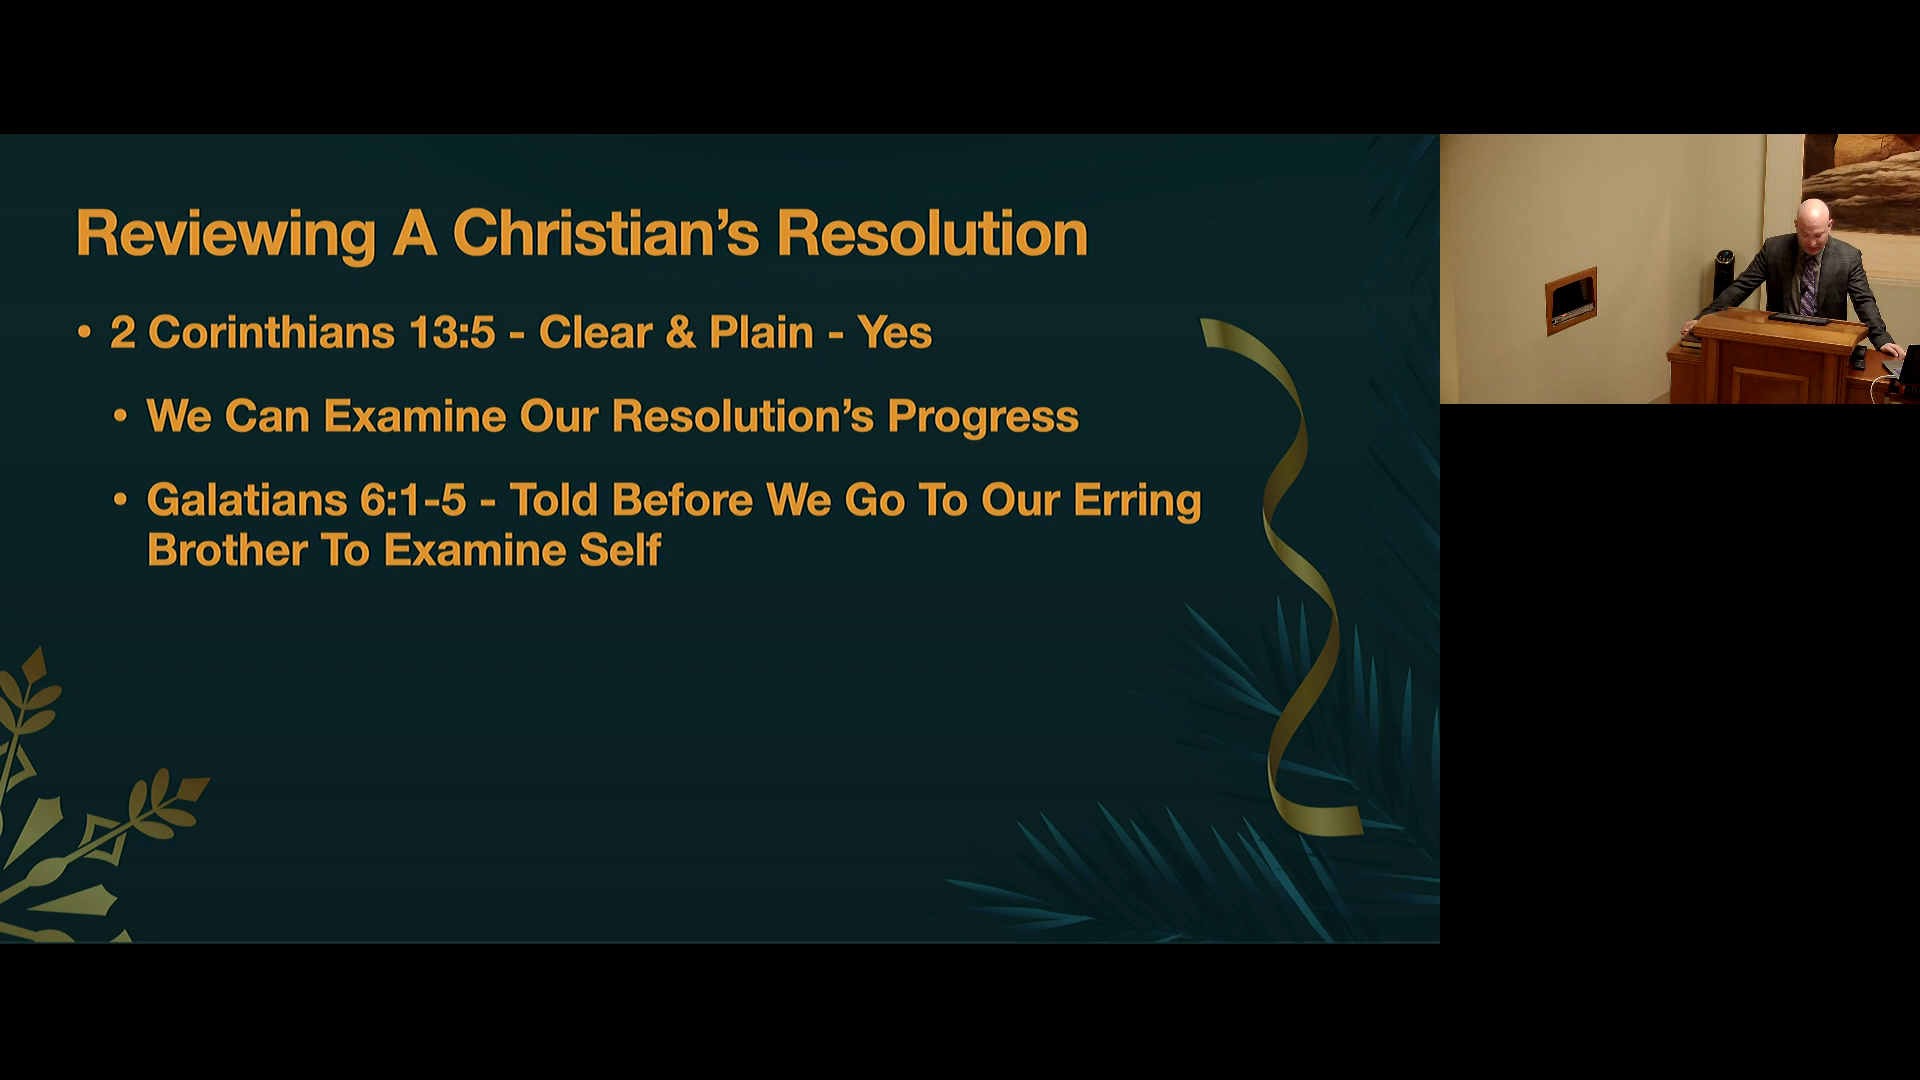 Reviewing A Christian’s Resolution
• 2 Corinthians 13:5 - Clear & Plain - Yes
• We Can Examine Our Resolution’s Progress
• Galatians 6:1-5 - Told Before We Go To Our Erring
Brother To Examine Self